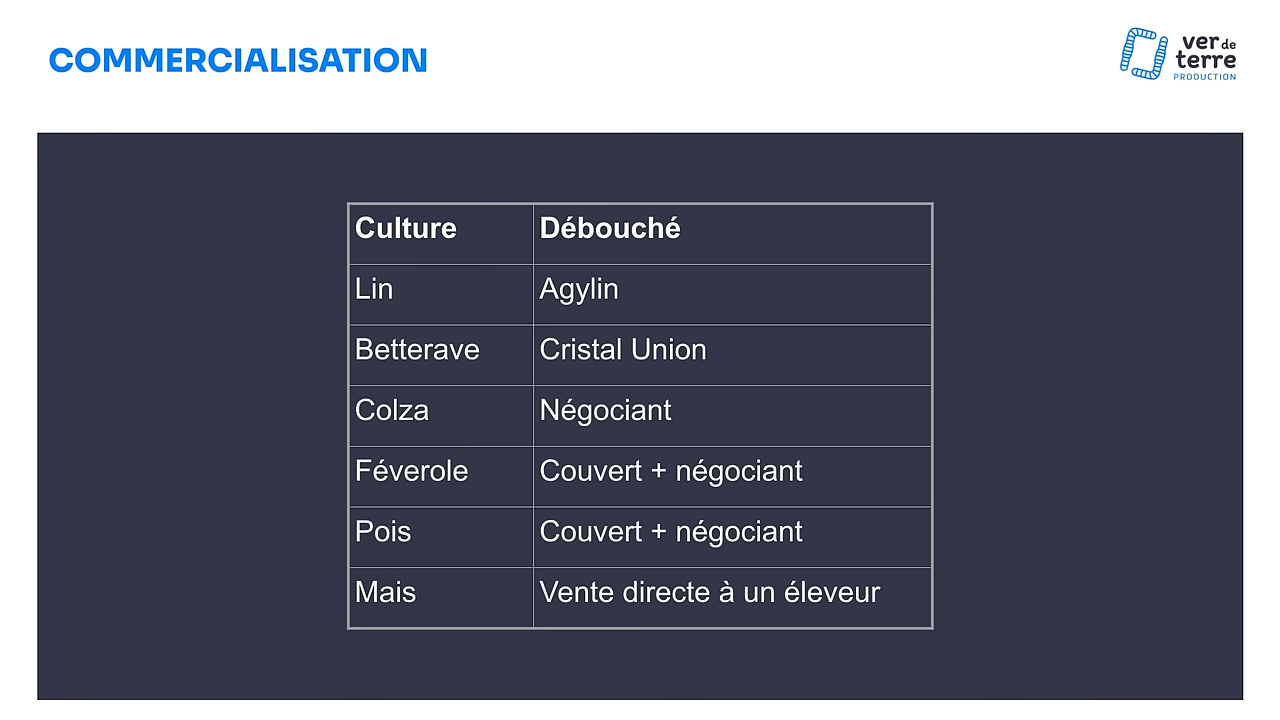 COMMERCIALISATION
ver de
terre
PRODUCTION
Culture Débouché
Lin Agylin
Betterave Cristal Union
Colza Négociant
Féverole Couvert + négociant
Pois Couvert + négociant
Mais Vente directe à un éleveur